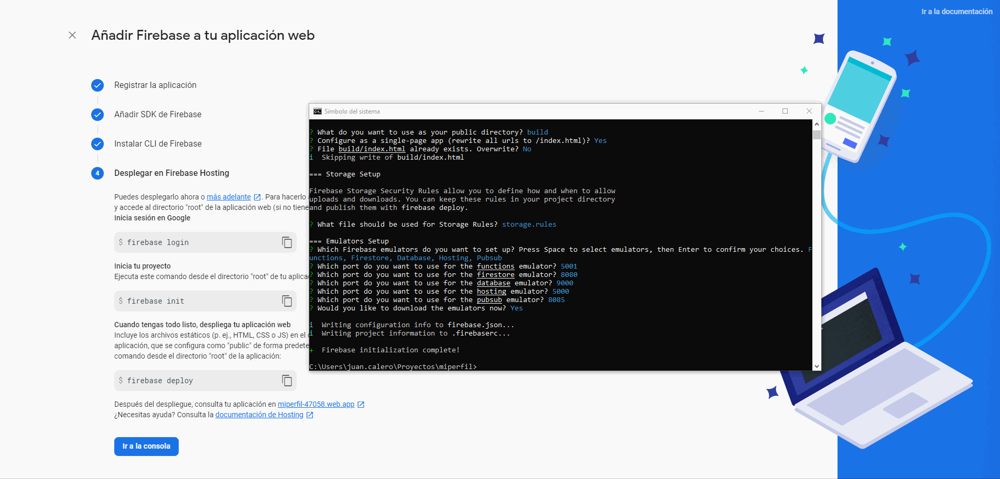 Ir a la documentación
Añadir Firebase a tu aplicación web
Registrar la aplicación
Añadir SDK de Firebase
Instalar CLI de Firebase
4 Desplegar en Firebase Hosting
Puedes desplegarlo ahora o más adelante. Para hacerlo
y accede al directorio "root" de la aplicación web (si no tiene
Inicia sesión en Google
$ firebase login
Inicia tu proyecto
Ejecuta este comando desde el directorio "root" de tu aplica
$ firebase init
Cuando tengas todo listo, despliega tu aplicación web
Incluye los archivos estáticos (p. ej., HTML, CSS o JS) en el
aplicación, que se configura como "public" de forma predete
comando desde el directorio "root" de la aplicación:
$ firebase deploy
Después del despliegue, consulta tu aplicación en miperfil-47058.web.app
¿Necesitas ayuda? Consulta la documentación de Hosting
Ir a la consola
Símbolo del sistema
? What do you want to use as your public directory? build
? Configure as a single-page app (rewrite all urls to /index.html)? Yes
? File build/index.html already exists. Overwrite? No
i  Skipping write of build/index.html
=== Storage Setup
Firebase Storage Security Rules allow you to define how and when to allow
uploads and downloads. You can keep these rules in your project directory
and publish them with firebase deploy.
? What file should be used for Storage Rules? storage.rules
=== Emulators Setup
? Which Firebase emulators do you want to set up? Press Space to select emulators, then Enter to confirm your choices. F
unctions, Firestore, Database, Hosting, Pubsub
? Which port do you want to use for the functions emulator? 5001
? Which port do you want to use for the firestore emulator? 8080
? Which port do you want to use for the database emulator? 9000
? Which port do you want to use for the hosting emulator? 5000
? Which port do you want to use for the pubsub emulator? 8085
? Would you like to download the emulators now? Yes
i  Writing configuration info to firebase.json...
i  Writing project information to .firebaserc...
+  Firebase initialization complete!
C:\Users\juan.calero\Proyectos\miperfil>